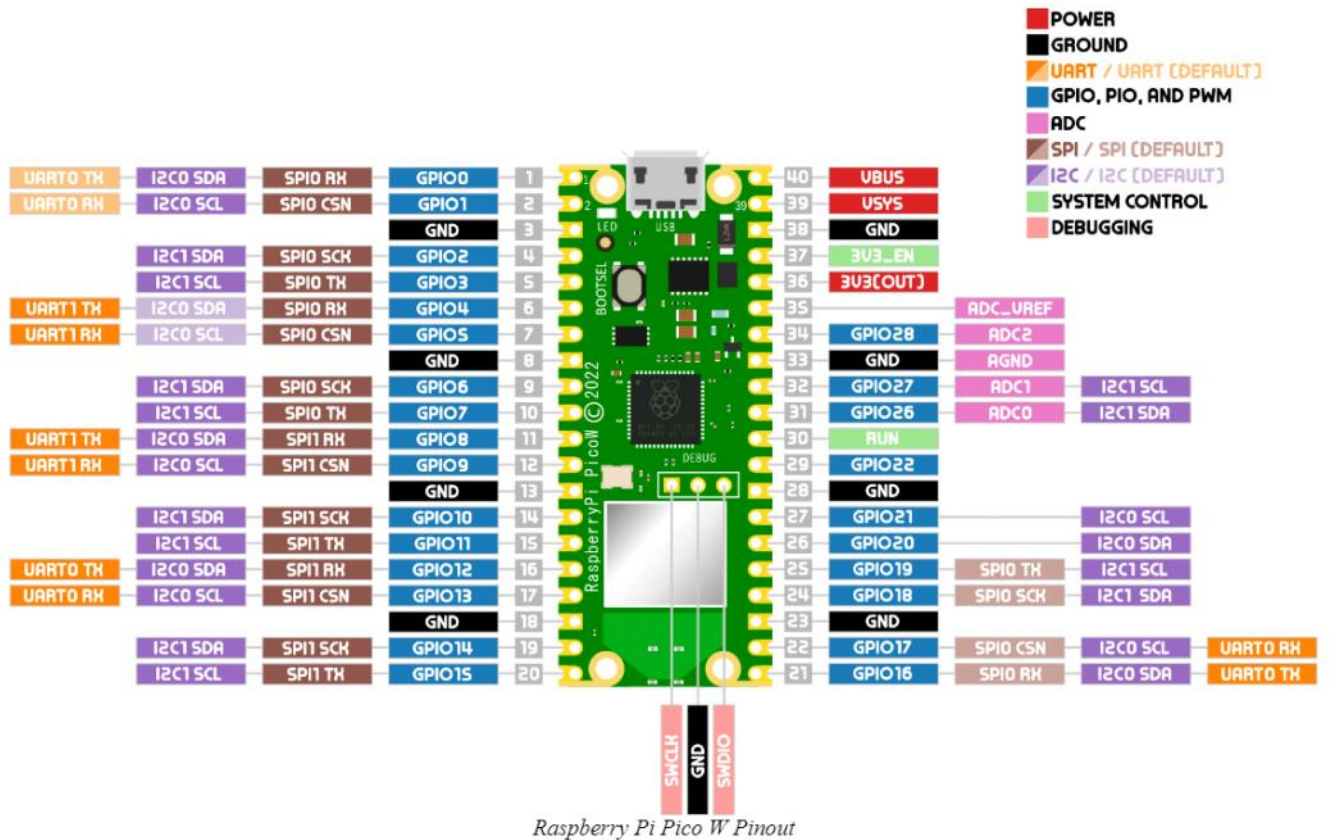 POWER
GROUND
UART / UART (DEFAULT)
GPIO, PIO, AND PWM
ADC
SPI / SPI (DEFAULT)
I2C / I2C (DEFAULT)
SYSTEM CONTROL
DEBUGGING
UART0 TX I2C0 SDA SPI0 RX GPIO0 1 1 40 VBUS
UART0 RX I2C0 SCL SPI0 CSN GPIO1 2 2 39 39 VSYS
GND 3 LED USB 38 GND
I2C1 SDA SPI0 SCK GPIO2 4 37 3V3_EN
I2C1 SCL SPI0 TX GPIO3 5 BOOTSEL 36 3V3(OUT)
UART1 TX I2C0 SDA SPI0 RX GPIO4 6 35 ADC_VREF
UART1 RX I2C0 SCL SPI0 CSN GPIO5 7 34 GPIO28 ADC2
GND 8 33 GND AGND
I2C1 SDA SPI0 SCK GPIO6 9 32 GPIO27 ADC1 I2C1 SCL
I2C1 SCL SPI0 TX GPIO7 10 31 GPIO26 ADC0 I2C1 SDA
UART1 TX I2C0 SDA SPI1 RX GPIO8 11 30 RUN
UART1 RX I2C0 SCL SPI1 CSN GPIO9 12 DEBUG 29 GPIO22
GND 13 28 GND
I2C1 SDA SPI1 SCK GPIO10 14 27 GPIO21 I2C0 SCL
I2C1 SCL SPI1 TX GPIO11 15 26 GPIO20 I2C0 SDA
UART0 TX I2C0 SDA SPI1 RX GPIO12 16 25 GPIO19 SPI0 TX I2C1 SCL
UART0 RX I2C0 SCL SPI1 CSN GPIO13 17 24 GPIO18 SPI0 SCK I2C1 SDA
GND 18 23 GND
I2C1 SDA SPI1 SCK GPIO14 19 22 GPIO17 SPI0 CSN I2C0 SCL UART0 RX
I2C1 SCL SPI1 TX GPIO15 20 21 GPIO16 SPI0 RX I2C0 SDA UART0 TX
Raspberry Pi PicoW ©2022
SWCLK GND SWDIO
Raspberry Pi Pico W Pinout